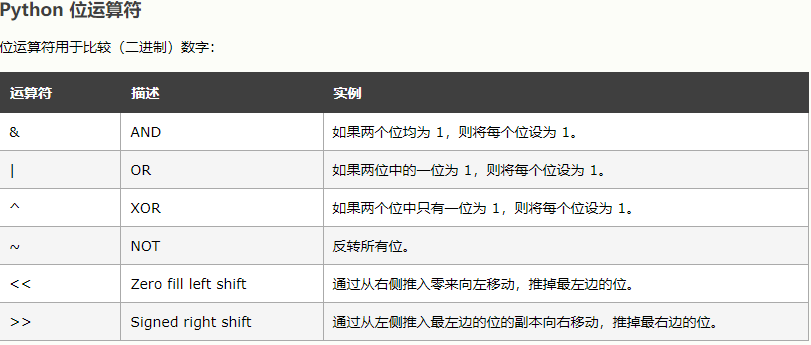 Python 位运算符
位运算符用于比较（二进制）数字：
运算符 描述 实例
& AND 如果两个位均为 1，则将每个位设为 1。
| OR 如果两位中的一位为 1，则将每个位设为 1。
^ XOR 如果两个位中只有一位为 1，则将每个位设为 1。
~ NOT 反转所有位。
<< Zero fill left shift 通过从右侧推入零来向左移动，推掉最左边的位。
>> Signed right shift 通过从左侧推入最左边的位的副本向右移动，推掉最右边的位。